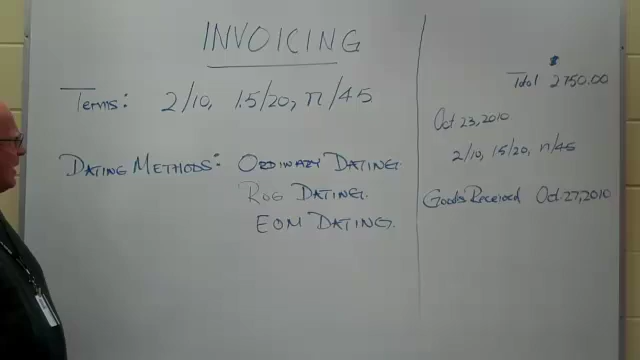 INVOICING
Terms: 2/10, 1.5/20, n/45
DATING METHODS: ORDINARY DATING.
ROG DATING.
EOM DATING.
$
Total 2750.00
Oct 23, 2010
2/10, 1.5/20, n/45
Goods Received Oct. 27, 2010